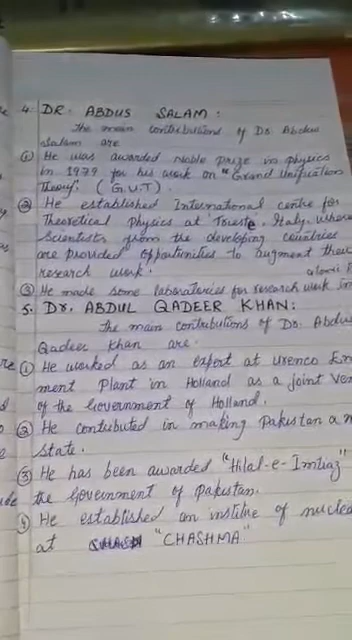 4. DR. ABDUS SALAM:
The main contributions of Dr. Abdus
Salam are
① He was awarded Noble prize in physics
in 1979 for his work on "Grand Unification
Theory". (G.U.T)
② He established International centre for
Theoretical Physics at Toreste, Italy, where
Scientists from the developing countries
are provided opportunities to augment their
research work.
③ He made some laboratories for research work
5. Dr. ABDUL QADEER KHAN:
The main contributions of Dr. Abdu
Qadeer Khan are.
① He worked as an expert at Urenco En
ment Plant in Holland as a joint Ven
of the Government of Holland.
② He contributed in making Pakistan a n
State.
③ He has been awarded "Hilal-e-Imtiaz"
the Government of Pakistan.
④ He established an institue of nuclea
at "CHASHMA"